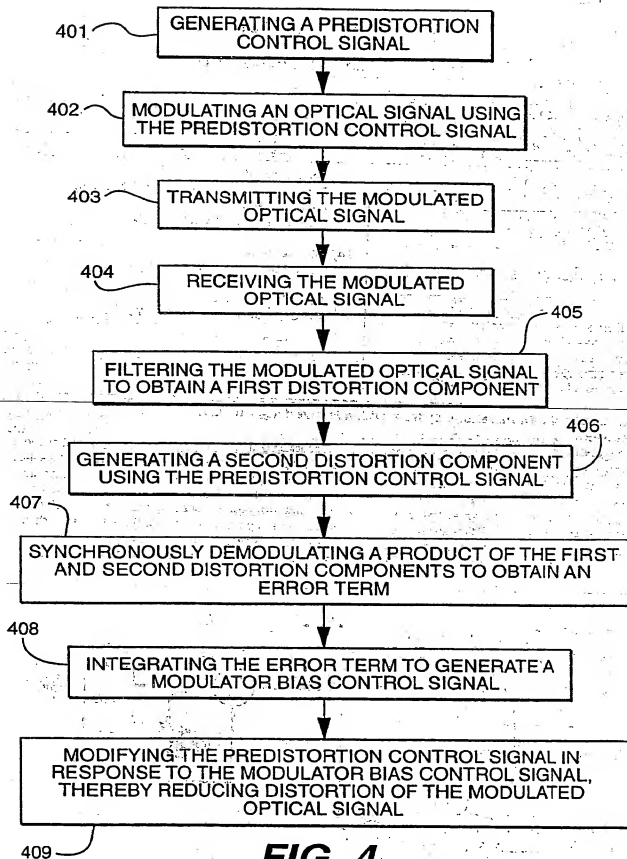 401
GENERATING A PREDISTORTION
CONTROL SIGNAL
402
MODULATING AN OPTICAL SIGNAL USING
THE PREDISTORTION CONTROL SIGNAL
403
TRANSMITTING THE MODULATED
OPTICAL SIGNAL
404
RECEIVING THE MODULATED
OPTICAL SIGNAL
405
FILTERING THE MODULATED OPTICAL SIGNAL
TO OBTAIN A FIRST DISTORTION COMPONENT
406
GENERATING A SECOND DISTORTION COMPONENT
USING THE PREDISTORTION CONTROL SIGNAL
407
SYNCHRONOUSLY DEMODULATING A PRODUCT OF THE FIRST
AND SECOND DISTORTION COMPONENTS TO OBTAIN AN
ERROR TERM
408
INTEGRATING THE ERROR TERM TO GENERATE A
MODULATOR BIAS CONTROL SIGNAL
MODIFYING THE PREDISTORTION CONTROL SIGNAL IN
RESPONSE TO THE MODULATOR BIAS CONTROL SIGNAL,
THEREBY REDUCING DISTORTION OF THE MODULATED
OPTICAL SIGNAL
409
FIG. 4